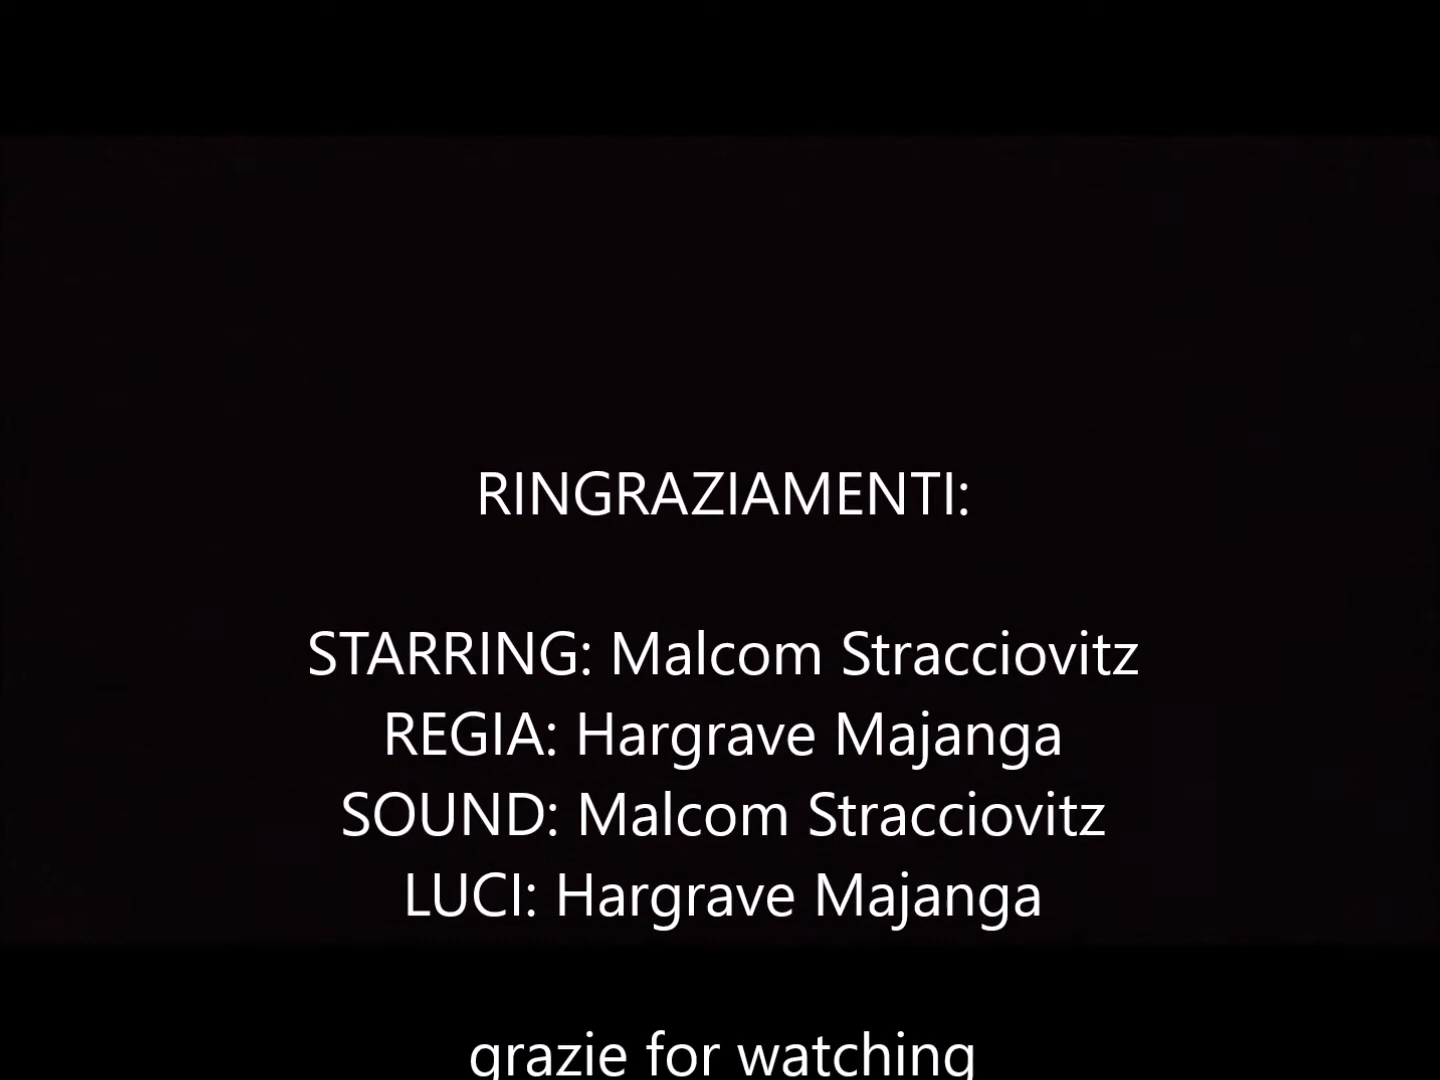 RINGRAZIAMENTI:
STARRING: Malcom Stracciovitz
REGIA: Hargrave Majanga
SOUND: Malcom Stracciovitz
LUCI: Hargrave Majanga
grazie for watching